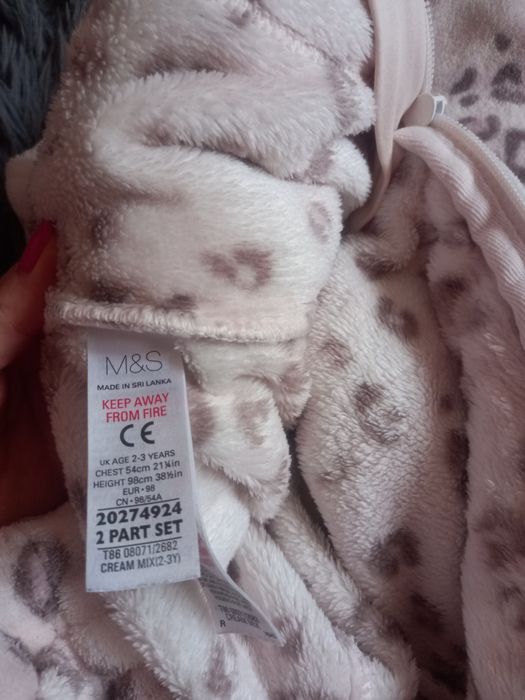 M&S
MADE IN SRI LANKA
KEEP AWAY
FROM FIRE
CE
UK AGE 2-3 YEARS
CHEST 54cm 21¼in
HEIGHT 98cm 38½in
EUR • 98
CN • 98/54A
20274924
2 PART SET
T86 08071/2682
CREAM MIX(2-3Y)
R